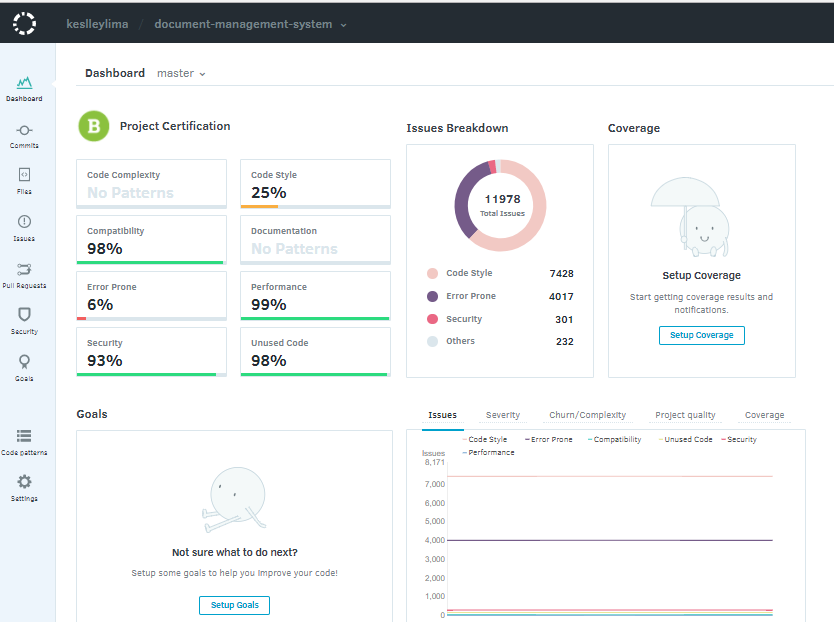 keslleylima / document-management-system
Dashboard master
Dashboard
Commits
Files
Issues
Pull Requests
Security
Goals
Code patterns
Settings
B Project Certification
Code Complexity
No Patterns
Code Style
25%
Compatibility
98%
Documentation
No Patterns
Error Prone
6%
Performance
99%
Security
93%
Unused Code
98%
Issues Breakdown
11978
Total Issues
Code Style 7428
Error Prone 4017
Security 301
Others 232
Coverage
Setup Coverage
Start getting coverage results and
notifications.
Setup Coverage
Goals
Not sure what to do next?
Setup some goals to help you improve your code!
Setup Goals
Issues Severity Churn/Complexity Project quality Coverage
Code Style Error Prone Compatibility Unused Code Security
Performance
Issues
8,171
7,000
6,000
5,000
4,000
3,000
2,000
1,000
0